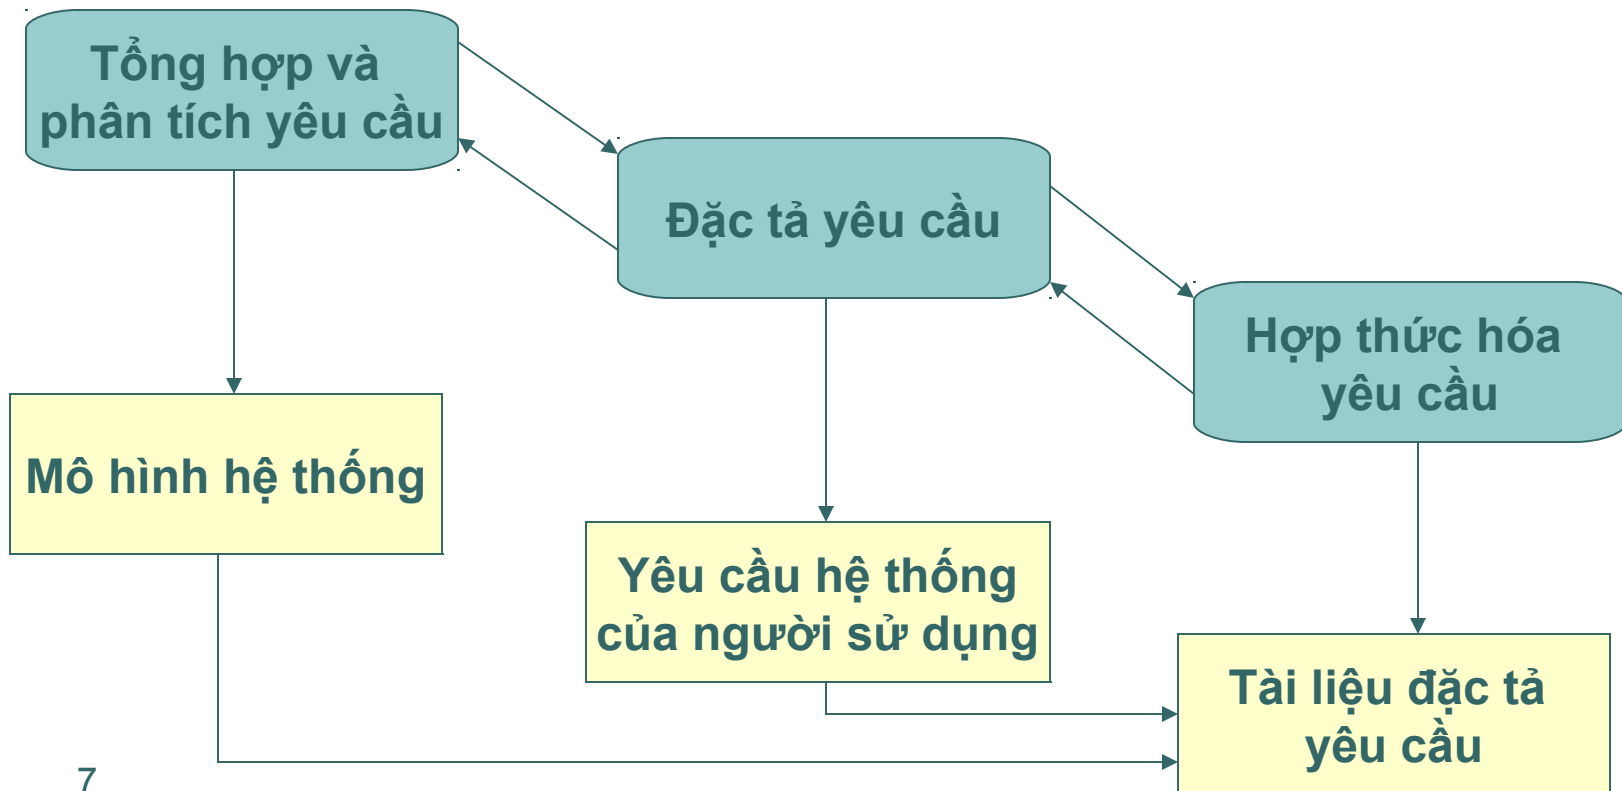 Tổng hợp và
phân tích yêu cầu
Đặc tả yêu cầu
Hợp thức hóa
yêu cầu
Mô hình hệ thống
Yêu cầu hệ thống
của người sử dụng
Tài liệu đặc tả
yêu cầu
7